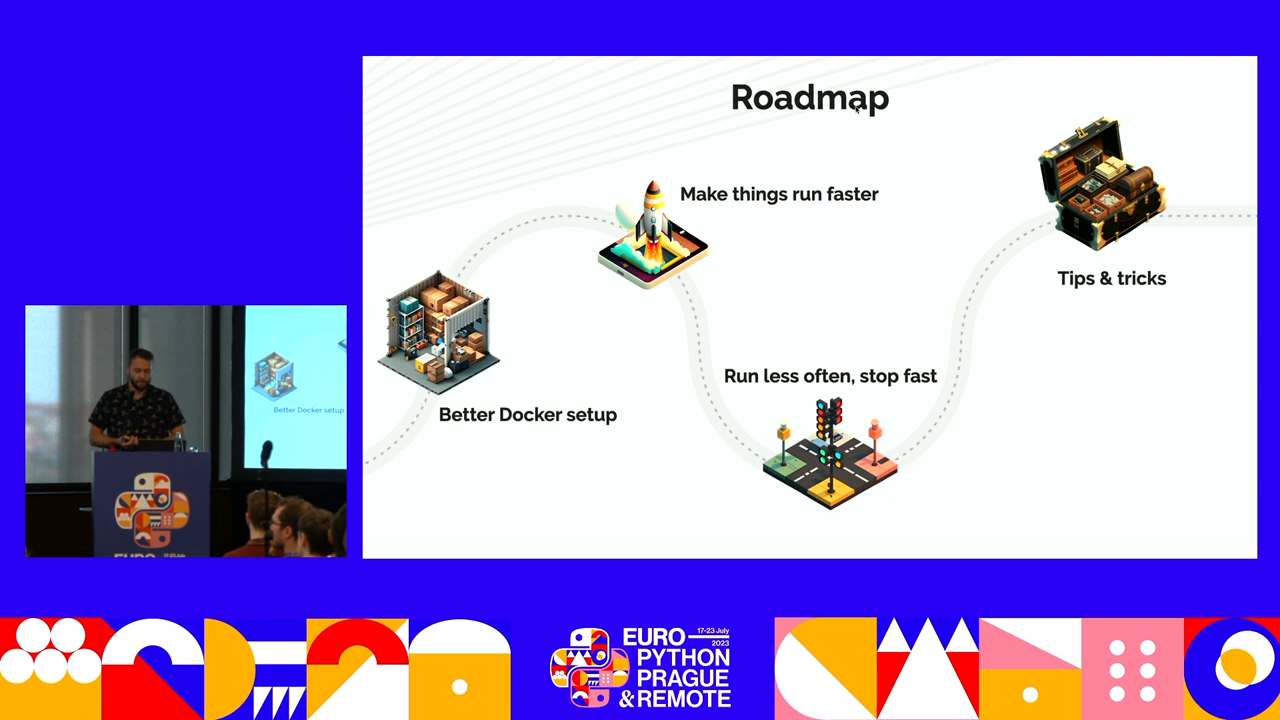 Roadmap
Make things run faster
Tips & tricks
Run less often, stop fast
Better Docker setup
Better Docker setup
EURO
17-23 July
2023
EURO
PYTHON
PRAGUE
& REMOTE